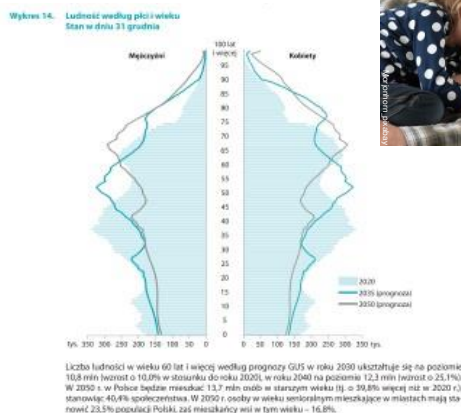 Wykres 14. Ludność według płci i wieku
Stan w dniu 31 grudnia
100 lat
i więcej
Mężczyźni
Kobiety
95
90
85
80
75
70
65
60
55
50
45
40
35
30
25
20
15
10
5
0
2020
2035 (prognoza)
2050 (prognoza)
tys. 350 300 250 200 150 100 50 0
0 50 100 150 200 250 300 350 tys.
Liczba ludności w wieku 60 lat i więcej według prognozy GUS w roku 2030 ukształtuje się na poziomie
10,8 mln (wzrost o 10,0% w stosunku do roku 2020), w roku 2040 na poziomie 12,3 mln (wzrost o 25,1%).
W 2050 r. w Polsce będzie mieszkać 13,7 mln osób w starszym wieku (tj. o 39,8% więcej niż w 2020 r.)
stanowiąc 40,4% społeczeństwa. W 2050 r. osoby w wieku senioralnym mieszkające w miastach mają sta-
nowić 23,5% populacji Polski, zaś mieszkańcy wsi w tym wieku – 16,8%.